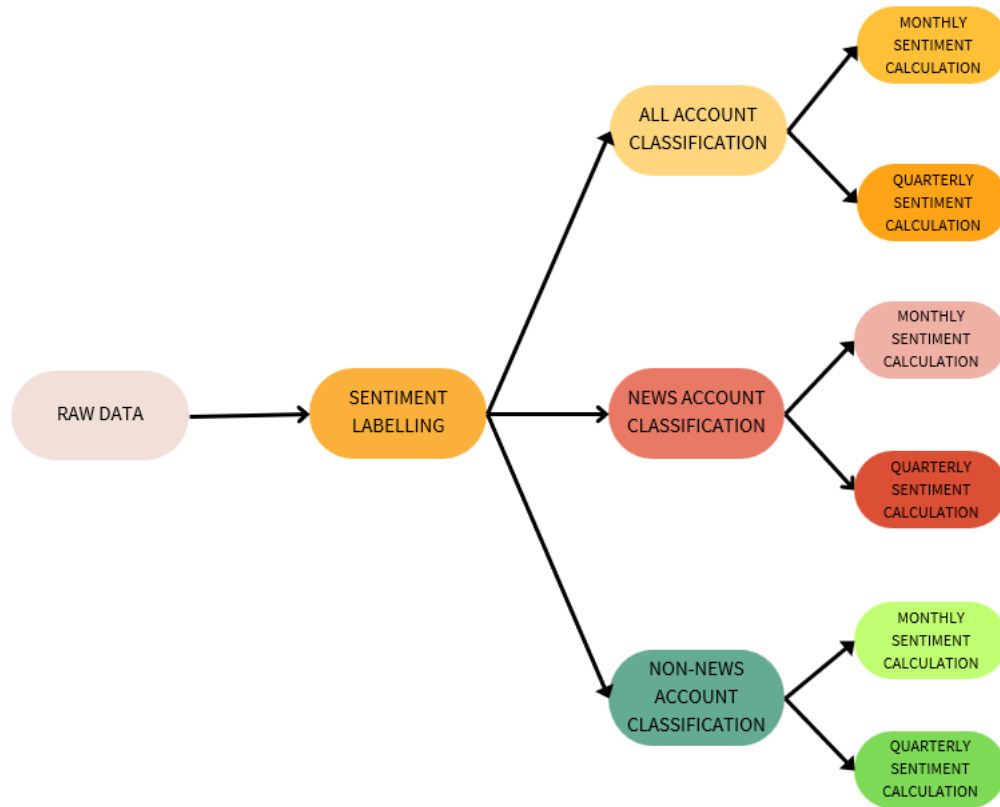 RAW DATA
SENTIMENT
LABELLING
ALL ACCOUNT
CLASSIFICATION
MONTHLY
SENTIMENT
CALCULATION
QUARTERLY
SENTIMENT
CALCULATION
NEWS ACCOUNT
CLASSIFICATION
MONTHLY
SENTIMENT
CALCULATION
QUARTERLY
SENTIMENT
CALCULATION
NON-NEWS
ACCOUNT
CLASSIFICATION
MONTHLY
SENTIMENT
CALCULATION
QUARTERLY
SENTIMENT
CALCULATION